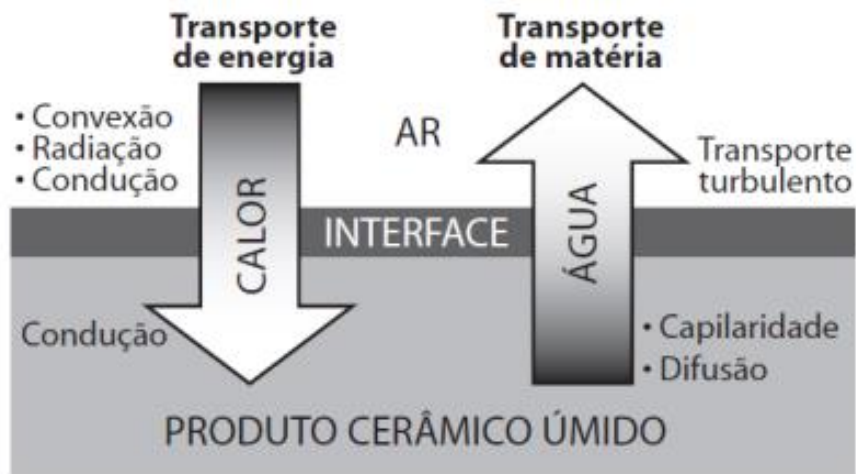 Transporte
de energia
Transporte
de matéria
• Convexão
• Radiação
• Condução
CALOR
AR
ÁGUA
Transporte
turbulento
INTERFACE
Condução
• Capilaridade
• Difusão
PRODUTO CERÂMICO ÚMIDO